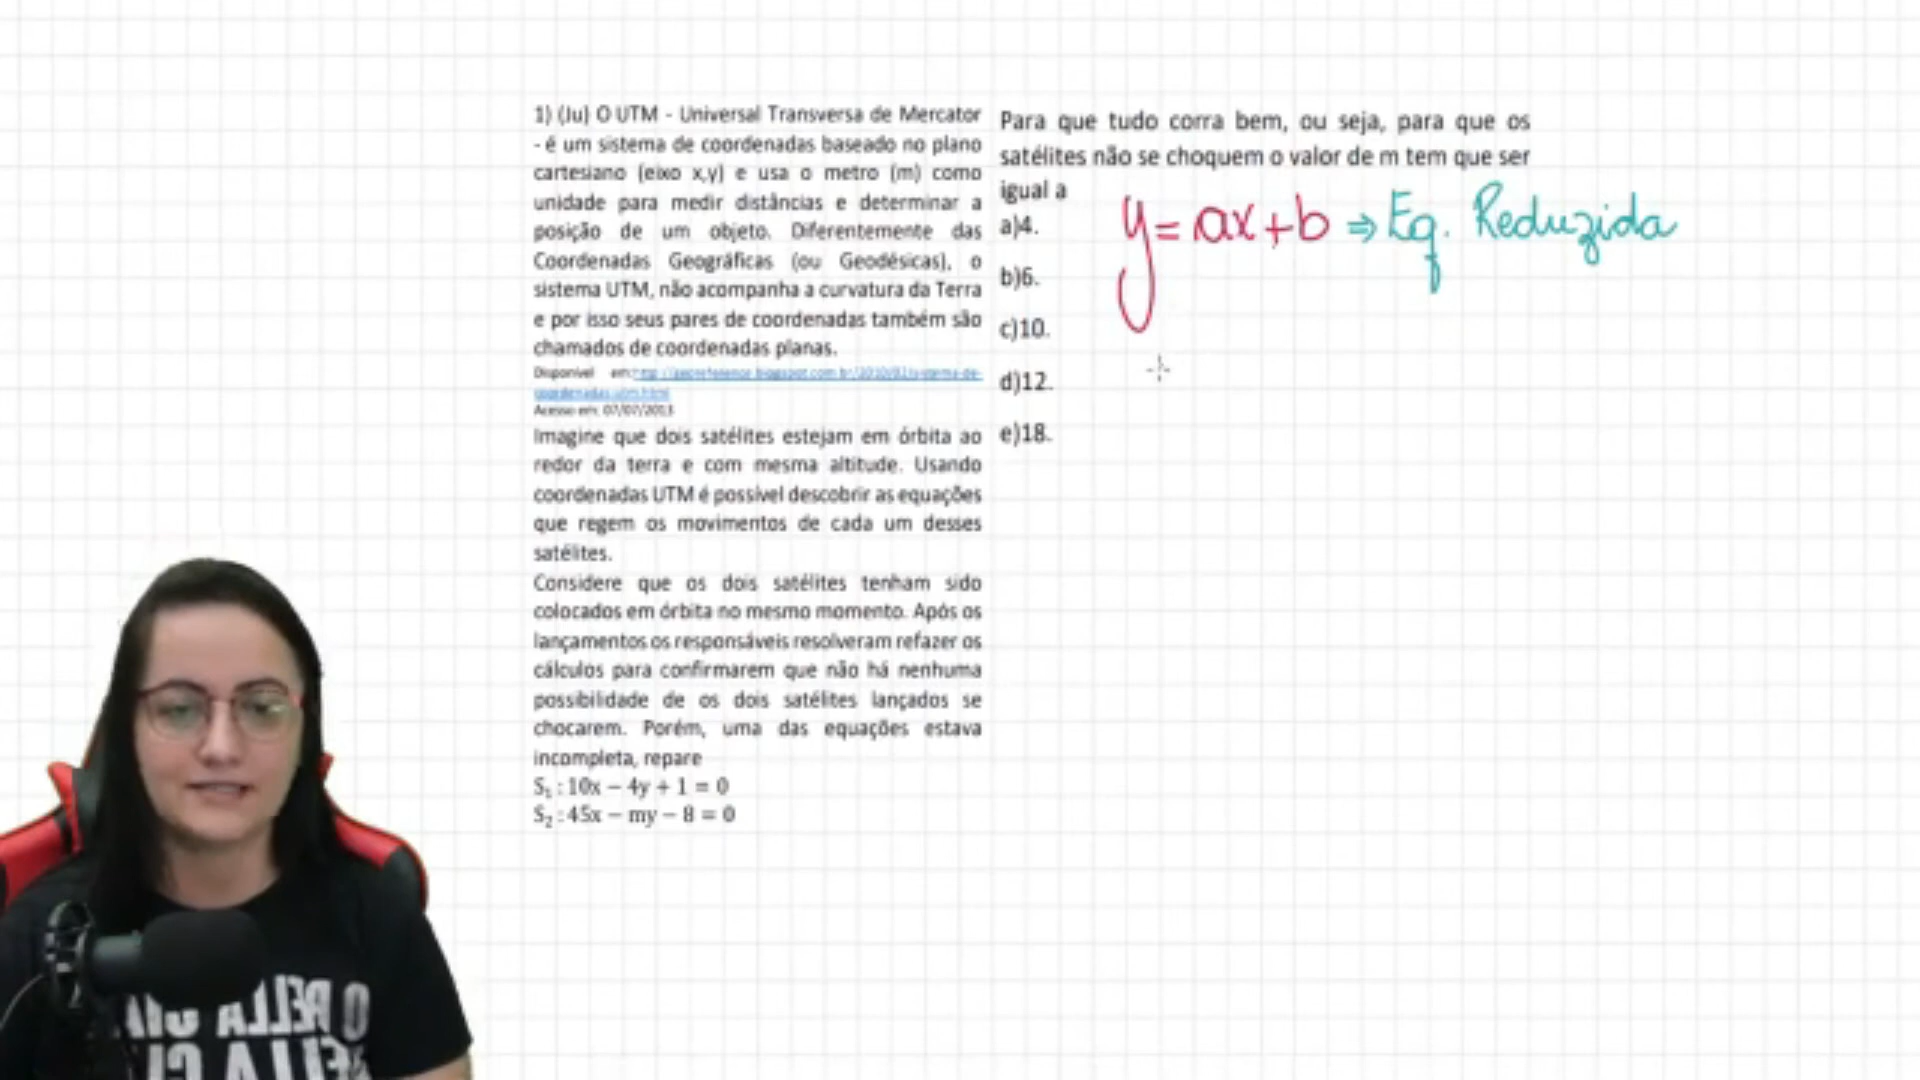 1) (Ju) O UTM - Universal Transversa de Mercator
- é um sistema de coordenadas baseado no plano
cartesiano (eixo x,y) e usa o metro (m) como
unidade para medir distâncias e determinar a
posição de um objeto. Diferentemente das
Coordenadas Geográficas (ou Geodésicas), o
sistema UTM, não acompanha a curvatura da Terra
e por isso seus pares de coordenadas também são
chamados de coordenadas planas.
Disponível em:
Acesso em: 07/07/2013
Imagine que dois satélites estejam em órbita ao
redor da terra e com mesma altitude. Usando
coordenadas UTM é possível descobrir as equações
que regem os movimentos de cada um desses
satélites.
Considere que os dois satélites tenham sido
colocados em órbita no mesmo momento. Após os
lançamentos os responsáveis resolveram refazer os
cálculos para confirmarem que não há nenhuma
possibilidade de os dois satélites lançados se
chocarem. Porém, uma das equações estava
incompleta, repare
S₁ : 10x − 4y + 1 = 0
S₂ : 45x − my − 8 = 0
Para que tudo corra bem, ou seja, para que os
satélites não se choquem o valor de m tem que ser
igual a
a)4.
b)6.
c)10.
d)12.
e)18.
y = ax + b ⇒ Eq. Reduzida